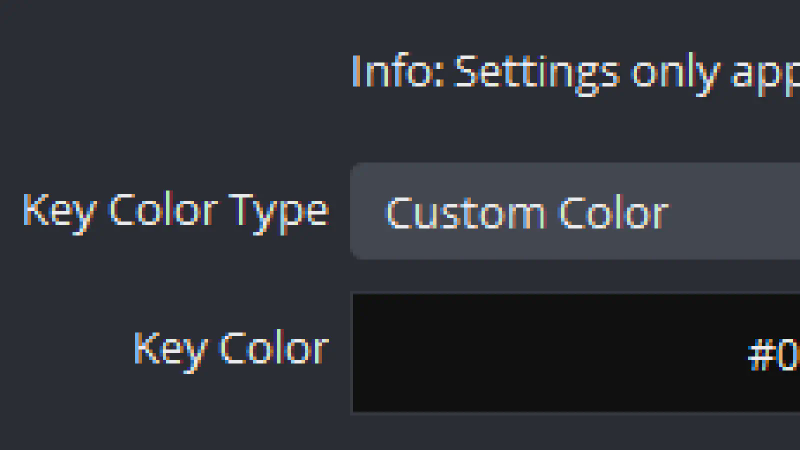 Info: Settings only app
Key Color Type
Custom Color
Key Color
#0